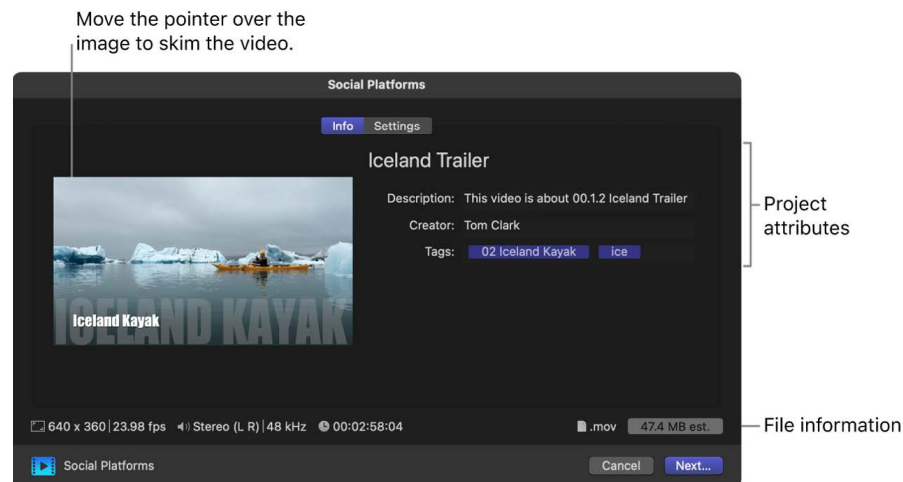 Move the pointer over the
image to skim the video.
Social Platforms
Info Settings
Iceland Trailer
Description: This video is about 00.1.2 Iceland Trailer
Creator: Tom Clark
Tags: 02 Iceland Kayak ice
ICELAND KAYAK
Iceland Kayak
Project
attributes
640 x 360 23.98 fps Stereo (L R) 48 kHz 00:02:58:04 .mov 47.4 MB est.
File information
Social Platforms Cancel Next...